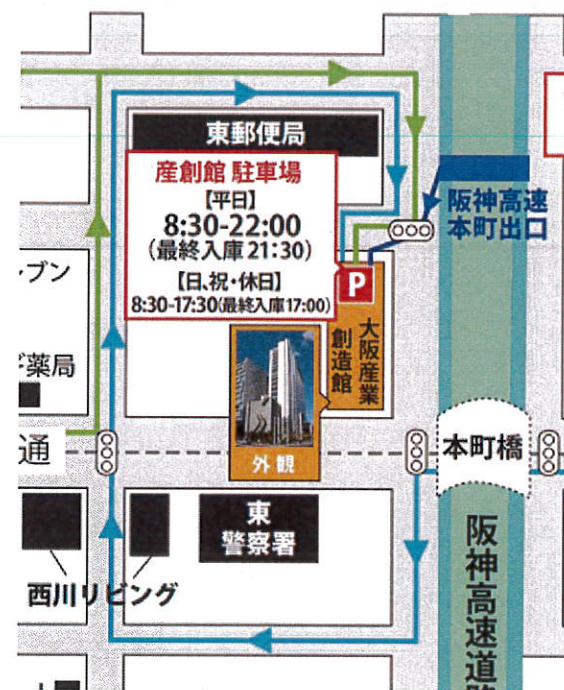 東郵便局
産創館 駐車場
【平日】
8:30-22:00
(最終入庫21:30)
【日、祝・休日】
8:30-17:30(最終入庫17:00)
阪神高速
本町出口
P
大阪産業
創造館
外観
ブン
薬局
通
本町橋
東
警察署
西川リビング
阪神高速道